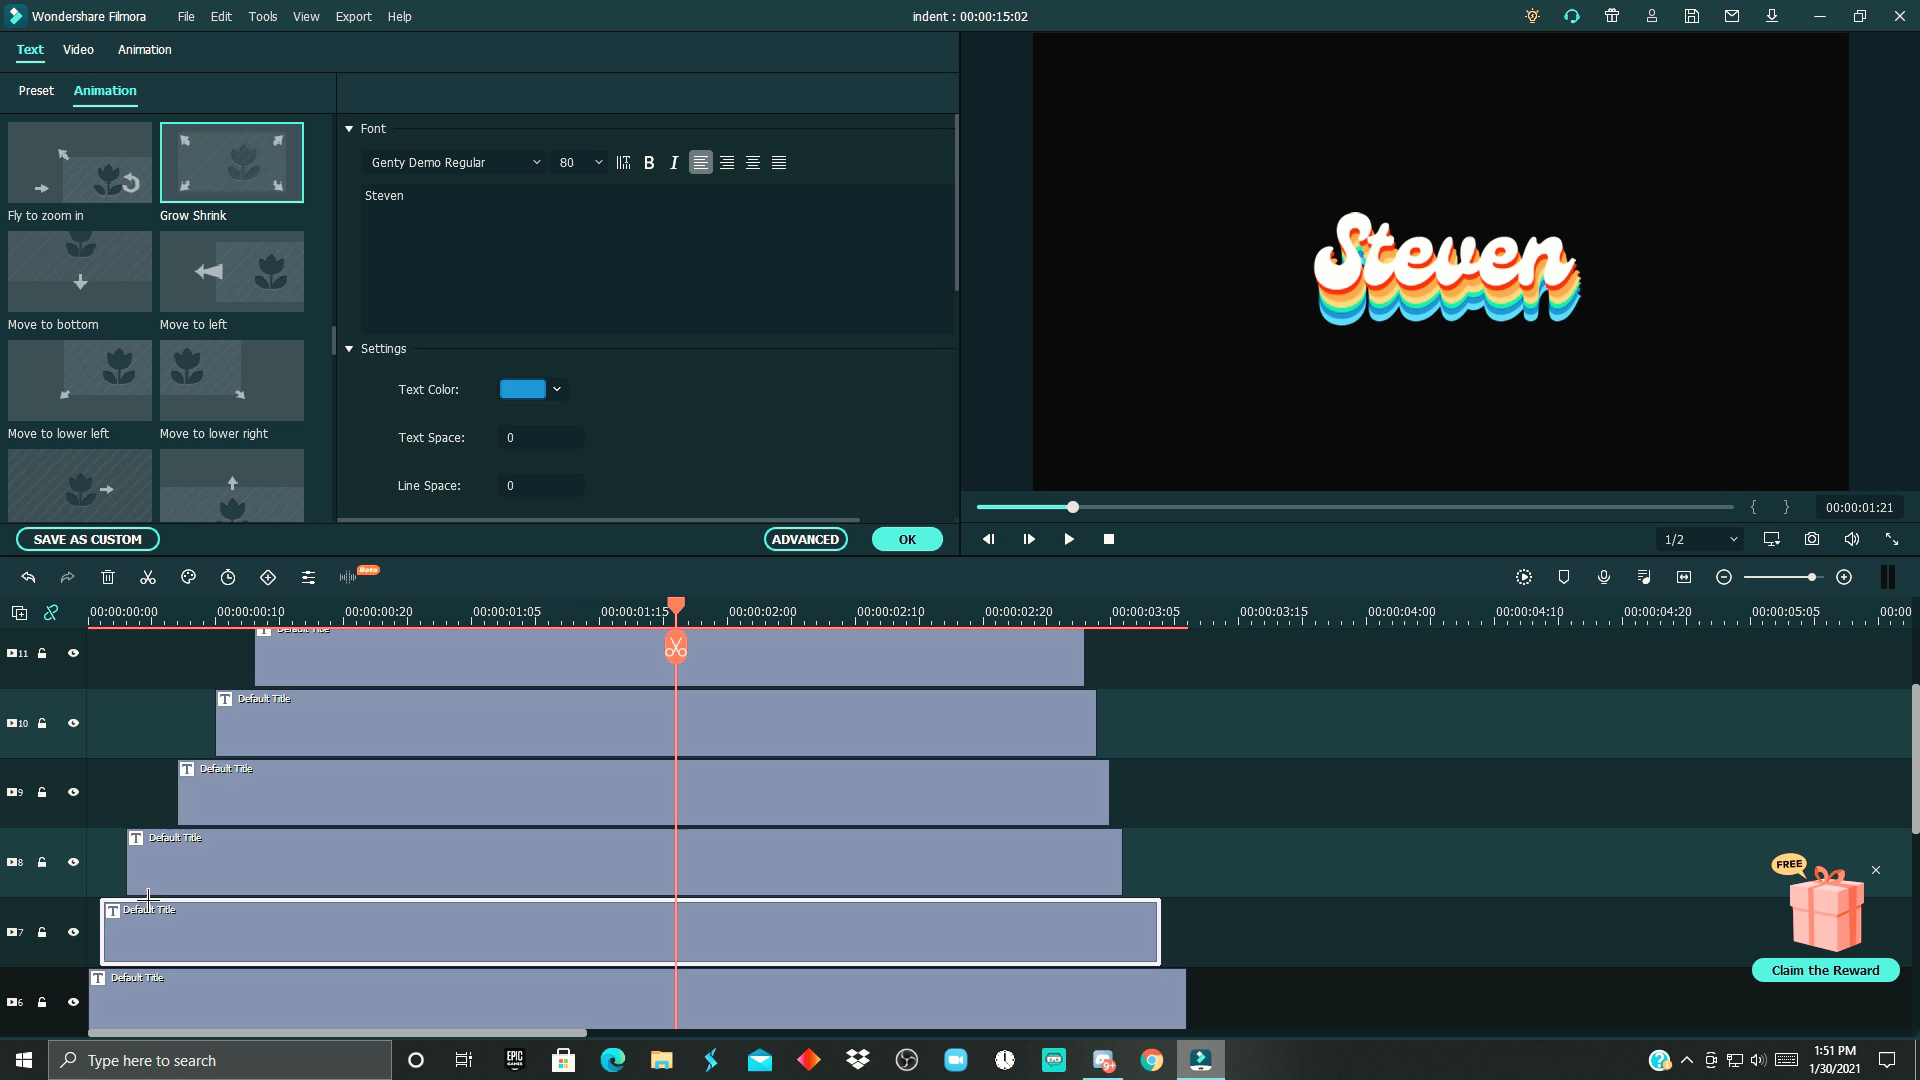 Wondershare Filmora File Edit Tools View Export Help indent : 00:00:15:02
Text Video Animation
Preset Animation
Fly to zoom in Grow Shrink
Move to bottom Move to left
Move to lower left Move to lower right
Font
Genty Demo Regular 80 B I
Steven
Settings
Text Color:
Text Space: 0
Line Space: 0
SAVE AS CUSTOM ADVANCED OK
Steven
{ } 00:00:01:21
1/2
Beta
00:00:00:00 00:00:00:10 00:00:00:20 00:00:01:05 00:00:01:15 00:00:02:00 00:00:02:10 00:00:02:20 00:00:03:05 00:00:03:15 00:00:04:00 00:00:04:10 00:00:04:20 00:00:05:05 00:00
11 T Default Title
10 T Default Title
9 T Default Title
8 T Default Title
7 T Default Title
6 T Default Title
FREE
Claim the Reward
Type here to search
EPIC GAMES
9+
1:51 PM
1/30/2021